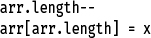 arr.length--
arr[arr.length] = x